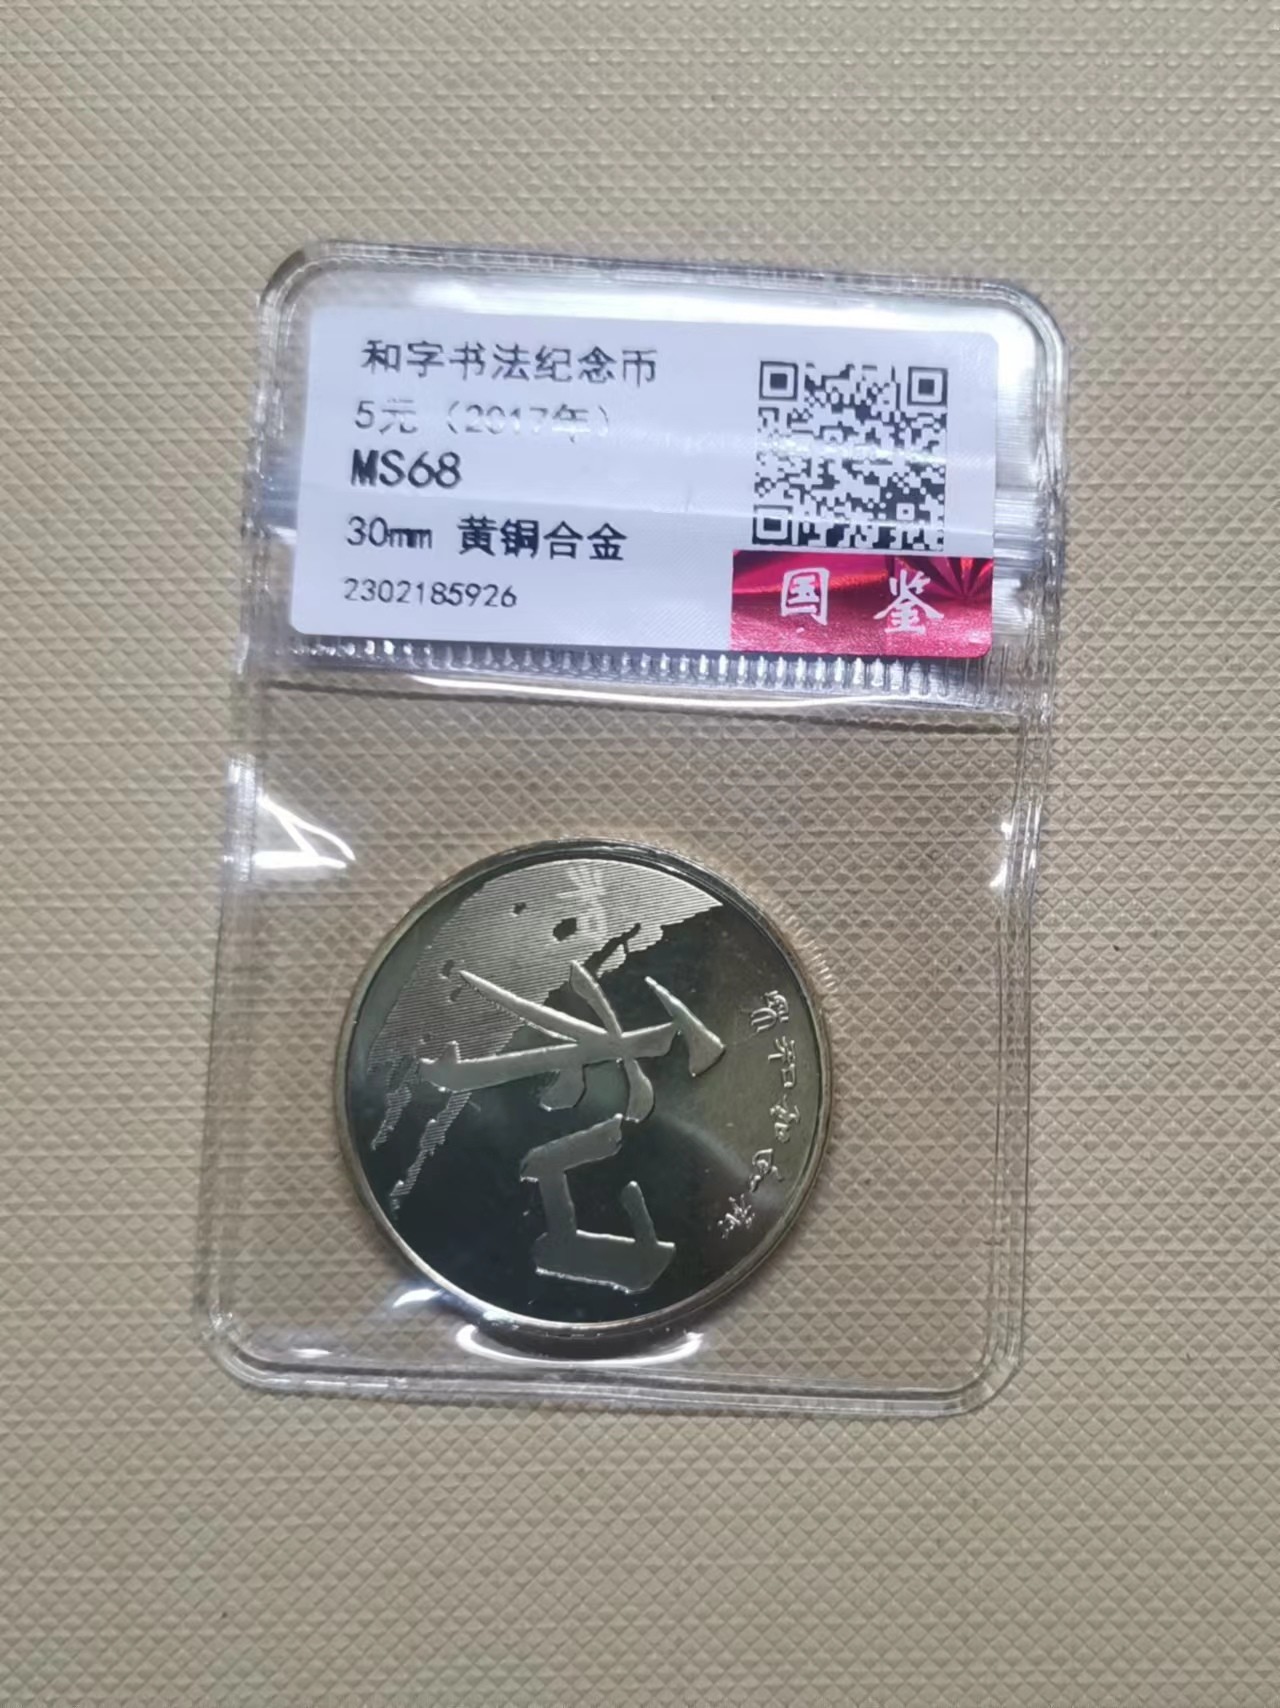 和字书法纪念币
5元（2017年）
MS68
30mm 黄铜合金
2302185926
国鉴
和